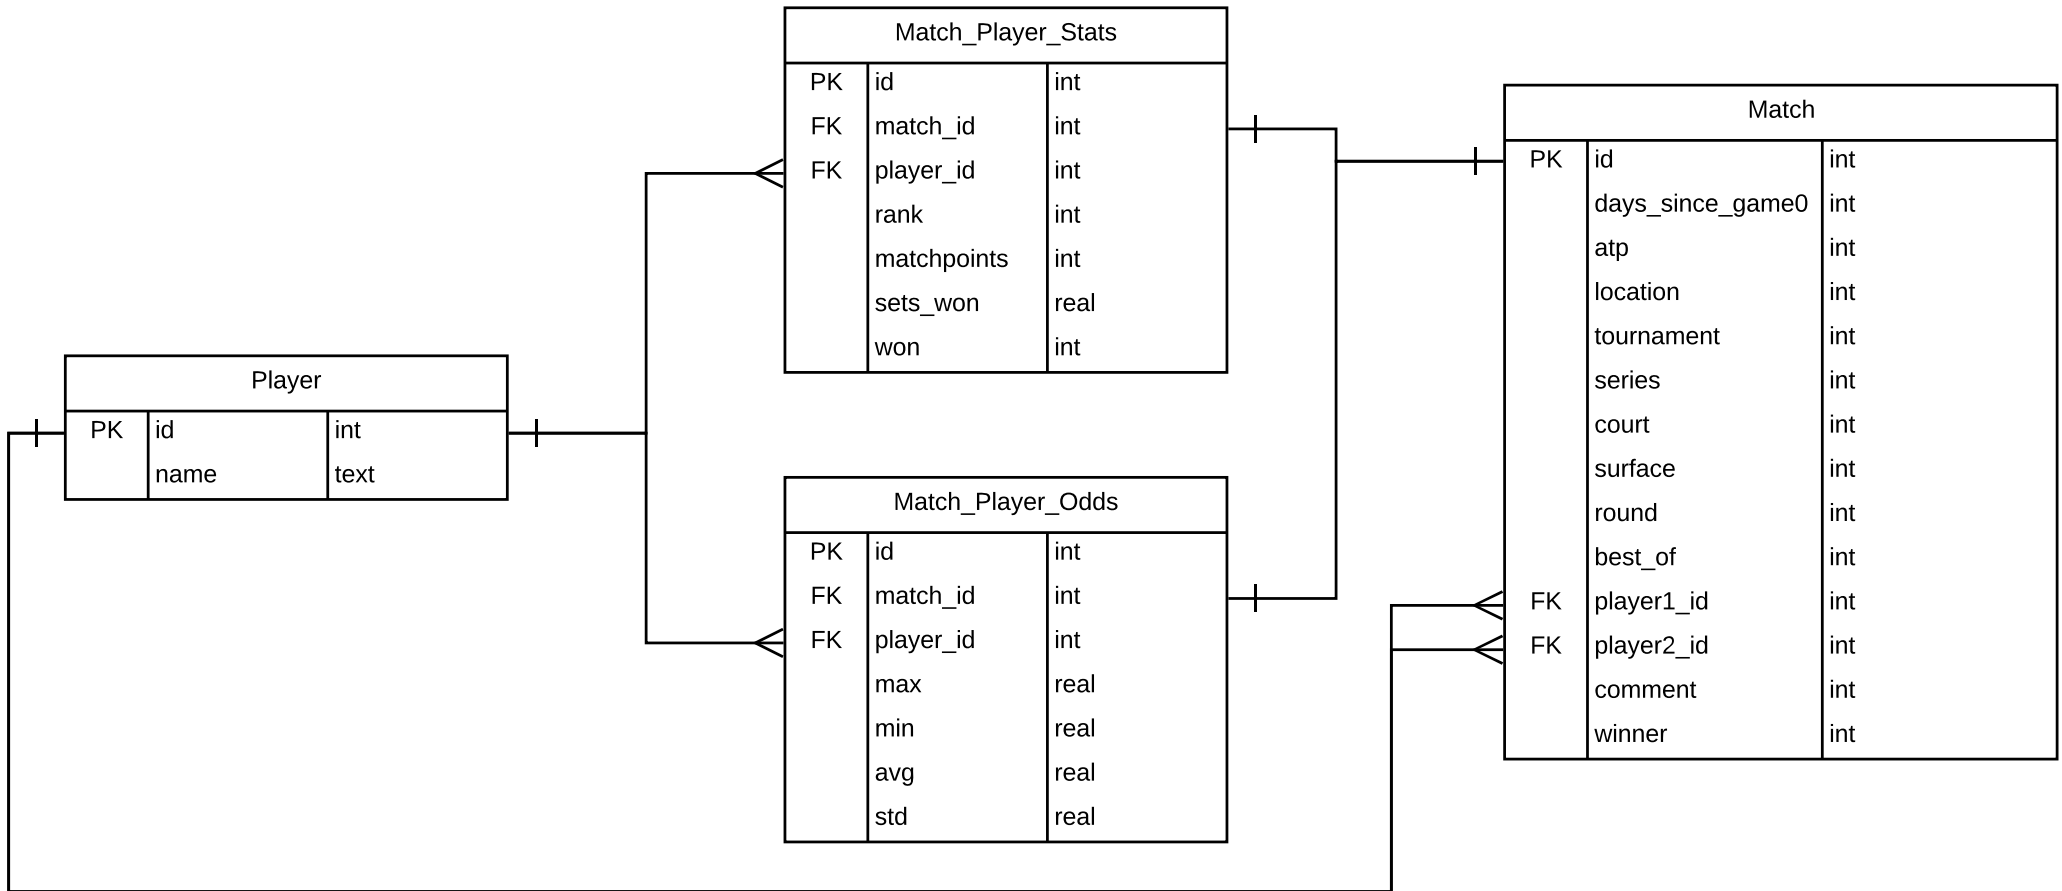 Match_Player_Stats
PK id int
FK match_id int
FK player_id int
rank int
matchpoints int
sets_won real
won int
Match
PK id int
days_since_game0 int
atp int
location int
tournament int
series int
court int
surface int
round int
best_of int
FK player1_id int
FK player2_id int
comment int
winner int
Player
PK id int
name text
Match_Player_Odds
PK id int
FK match_id int
FK player_id int
max real
min real
avg real
std real